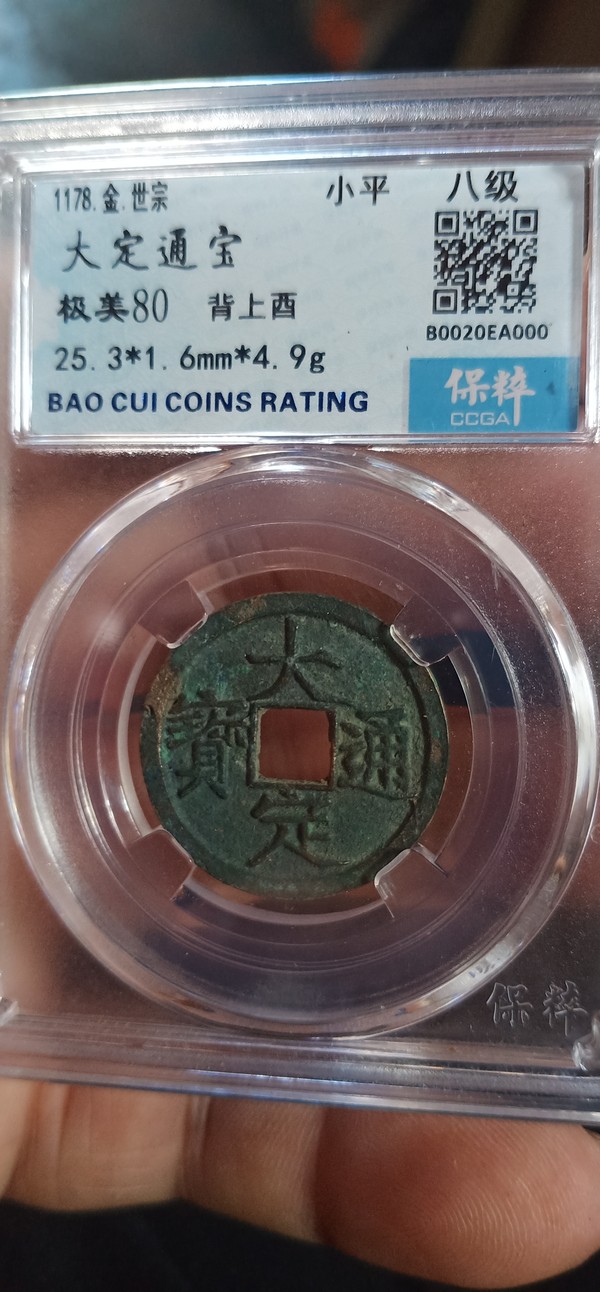 1178.金.世宗 小平 八级
大定通宝
极美80 背上酉
B0020EA000
25.3*1.6mm*4.9g
BAO CUI COINS RATING
保粹
CCGA
大定通寶
保粹